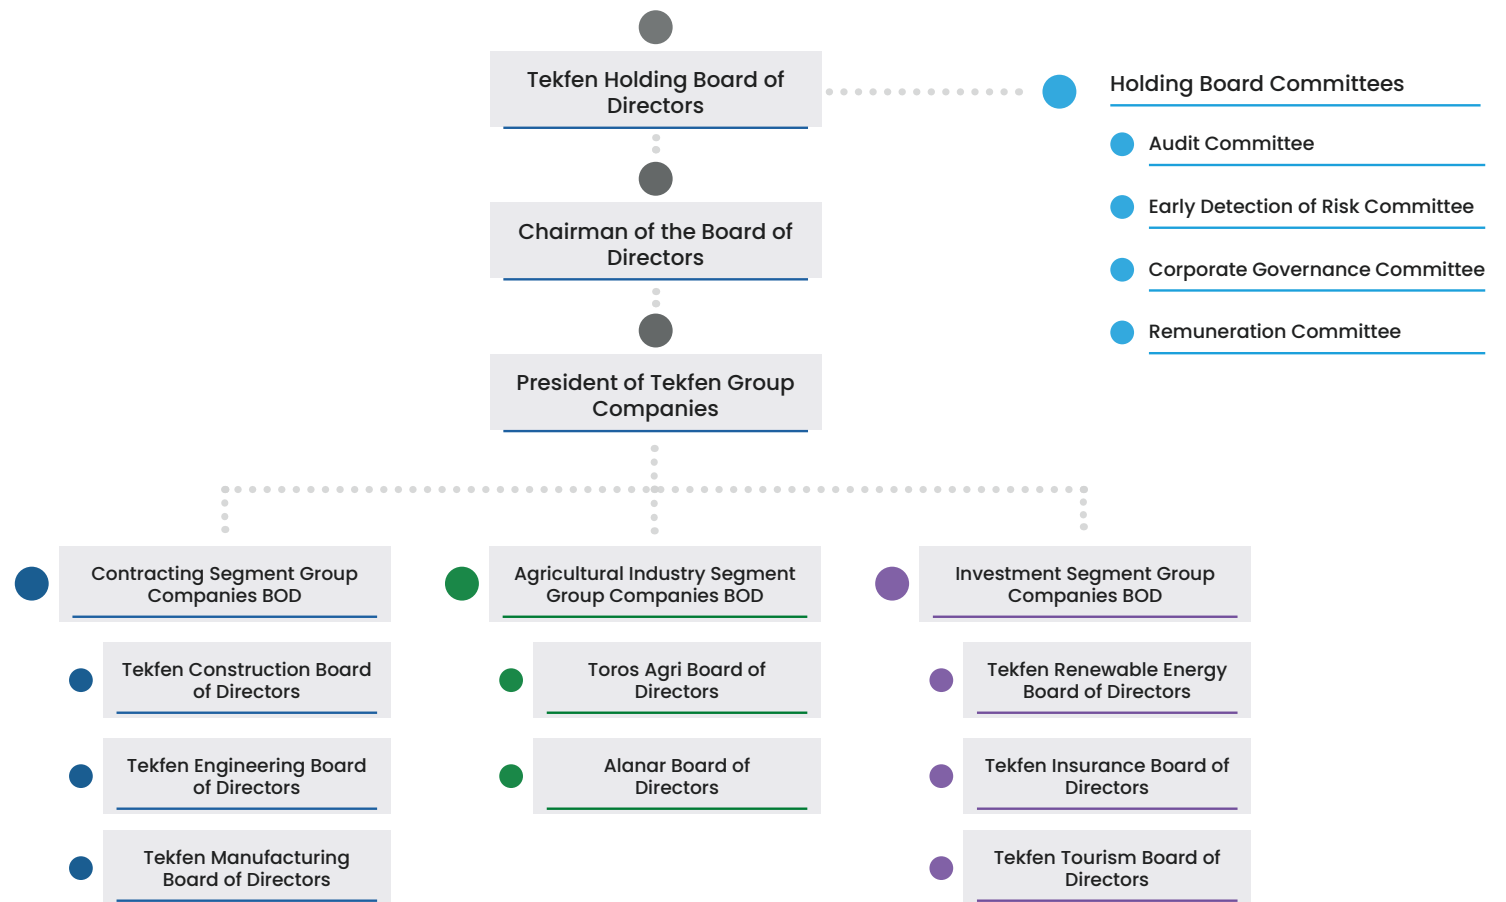 Tekfen Holding Board of
Directors
Holding Board Committees
Audit Committee
Early Detection of Risk Committee
Corporate Governance Committee
Remuneration Committee
Chairman of the Board of
Directors
President of Tekfen Group
Companies
Contracting Segment Group
Companies BOD
Tekfen Construction Board
of Directors
Tekfen Engineering Board
of Directors
Tekfen Manufacturing
Board of Directors
Agricultural Industry Segment
Group Companies BOD
Toros Agri Board of
Directors
Alanar Board of
Directors
Investment Segment Group
Companies BOD
Tekfen Renewable Energy
Board of Directors
Tekfen Insurance Board of
Directors
Tekfen Tourism Board of
Directors